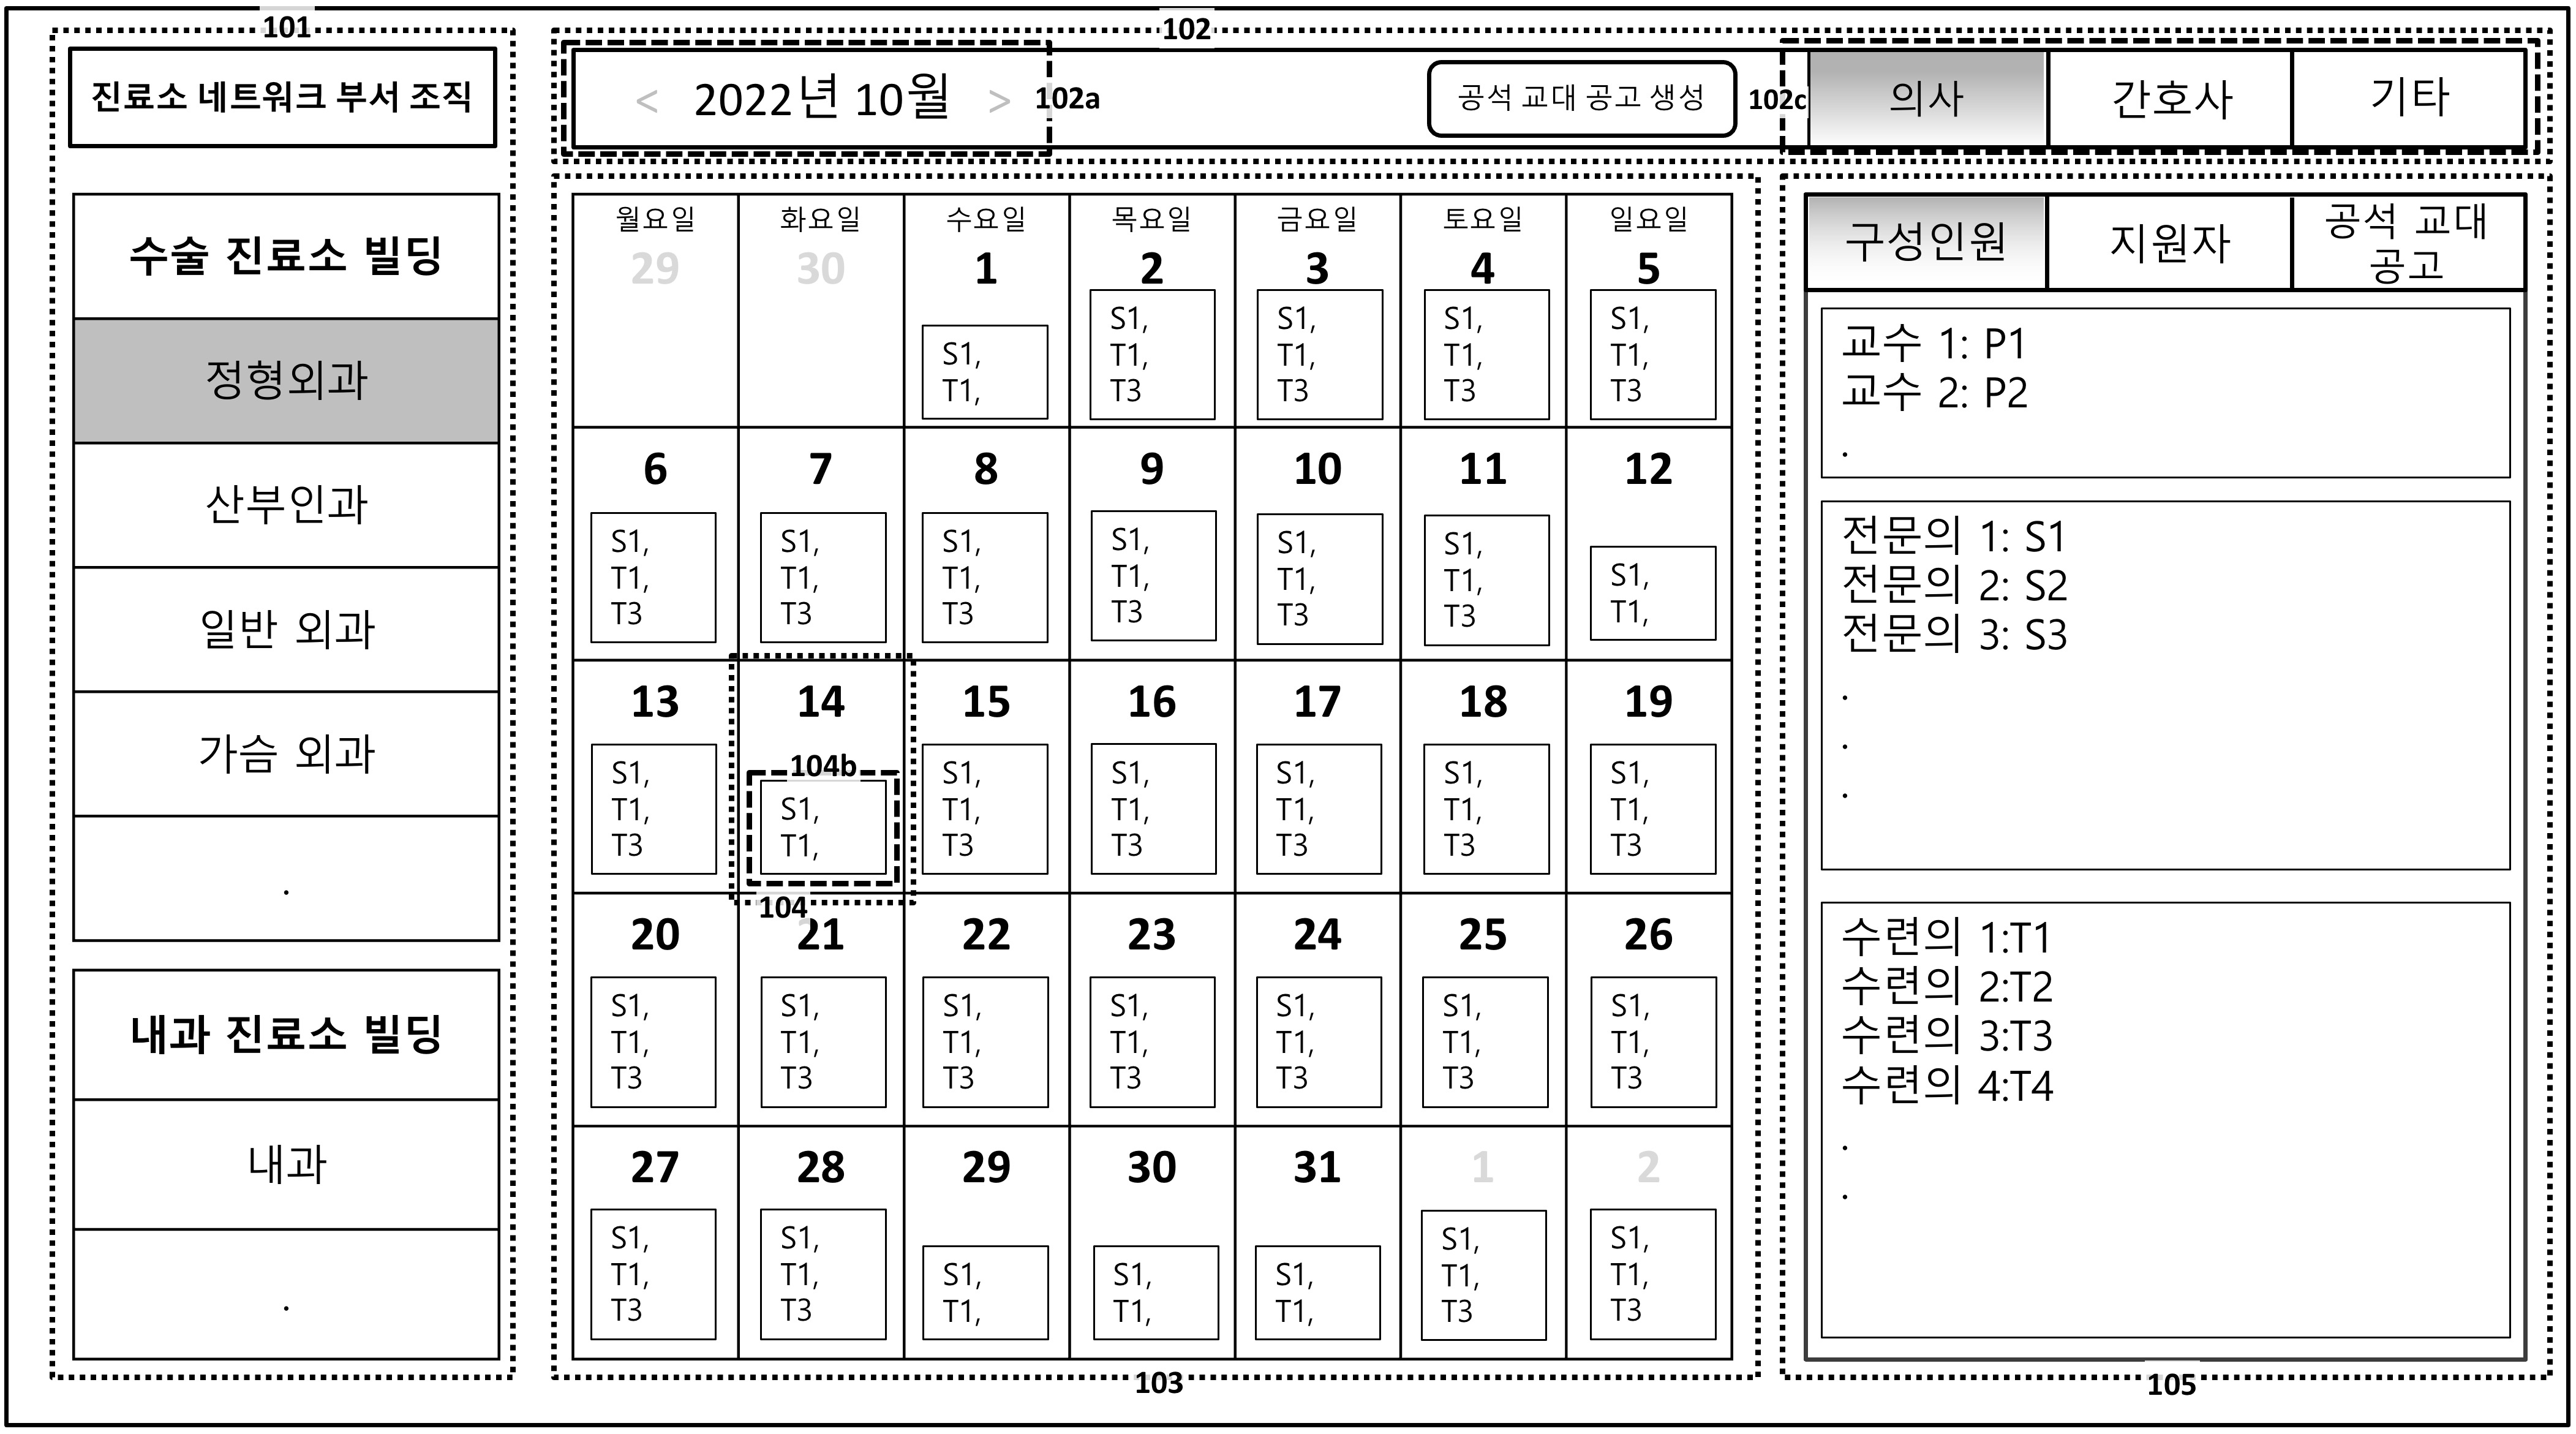 101
진료소 네트워크 부서 조직
수술 진료소 빌딩
정형외과
산부인과
일반 외과
가슴 외과
.
내과 진료소 빌딩
내과
.
102
< 2022년 10월 >
102a
공석 교대 공고 생성
102c
의사
간호사
기타
월요일
화요일
수요일
목요일
금요일
토요일
일요일
29
30
1
S1,
T1,
2
S1,
T1,
T3
3
S1,
T1,
T3
4
S1,
T1,
T3
5
S1,
T1,
T3
6
S1,
T1,
T3
7
S1,
T1,
T3
8
S1,
T1,
T3
9
S1,
T1,
T3
10
S1,
T1,
T3
11
S1,
T1,
T3
12
S1,
T1,
13
S1,
T1,
T3
14
104b
S1,
T1,
104
15
S1,
T1,
T3
16
S1,
T1,
T3
17
S1,
T1,
T3
18
S1,
T1,
T3
19
S1,
T1,
T3
20
S1,
T1,
T3
21
S1,
T1,
T3
22
S1,
T1,
T3
23
S1,
T1,
T3
24
S1,
T1,
T3
25
S1,
T1,
T3
26
S1,
T1,
T3
27
S1,
T1,
T3
28
S1,
T1,
T3
29
S1,
T1,
30
S1,
T1,
31
S1,
T1,
1
S1,
T1,
T3
2
S1,
T1,
T3
103
구성인원
지원자
공석 교대
공고
교수 1: P1
교수 2: P2
.
전문의 1: S1
전문의 2: S2
전문의 3: S3
.
.
.
수련의 1:T1
수련의 2:T2
수련의 3:T3
수련의 4:T4
.
.
105